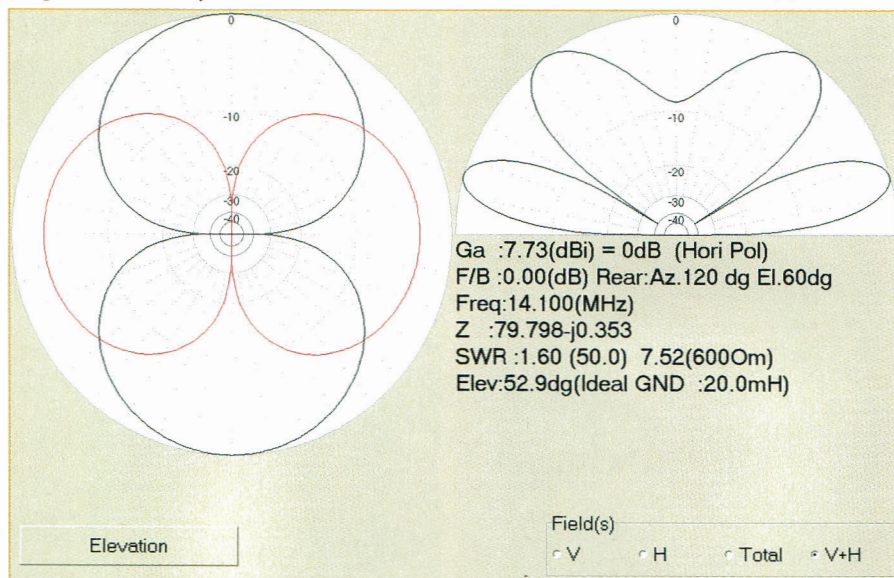 0
-10
-20
-30
-40
0
-10
-20
-30
-40
Ga :7.73(dBi) = 0dB (Hori Pol)
F/B :0.00(dB) Rear:Az.120 dg El.60dg
Freq:14.100(MHz)
Z :79.798-j0.353
SWR :1.60 (50.0) 7.52(600Om)
Elev:52.9dg(Ideal GND :20.0mH)
Elevation
Field(s)
V H Total V+H